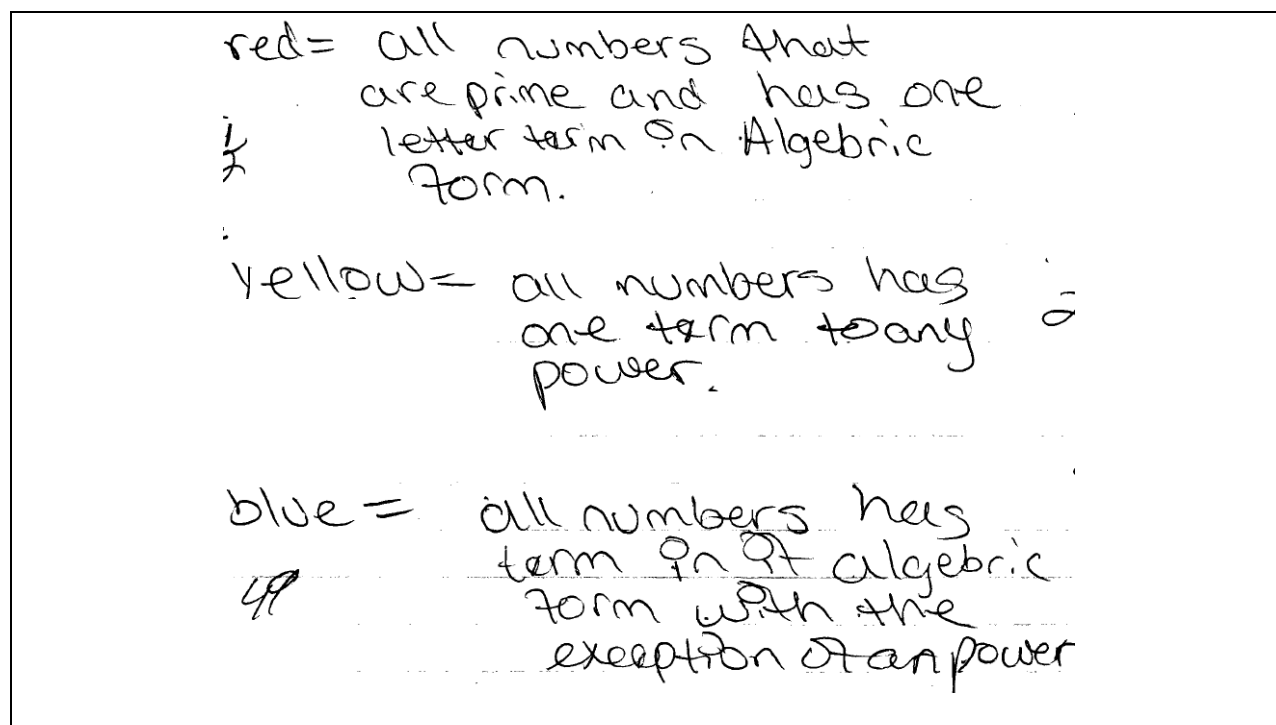 red= all numbers that
are prime and has one
letter term in Algebric
form.
yellow= all numbers has
one term to any
power.
blue= all numbers has
term in it algebric
form with the
exception of an power
49